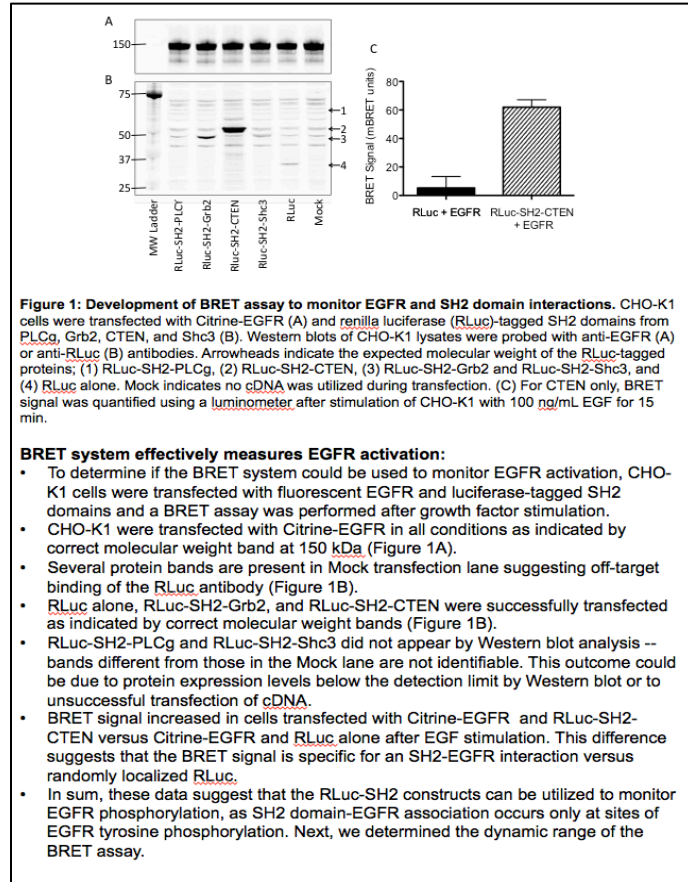 A
150
B
75
50
37
25
1
2
3
4
MW Ladder
RLuc-SH2-PLCY
RLuc-SH2-Grb2
RLuc-SH2-CTEN
RLuc-SH2-Shc3
RLuc
Mock
C
BRET Signal (mBRET units)
80
60
40
20
0
RLuc + EGFR
RLUC-SH2-CTEN
+ EGFR
Figure 1: Development of BRET assay to monitor EGFR and SH2 domain interactions. CHO-K1
cells were transfected with Citrine-EGFR (A) and renilla luciferase (RLuc)-tagged SH2 domains from
PLCg, Grb2, CTEN, and Shc3 (B). Western blots of CHO-K1 lysates were probed with anti-EGFR (A)
or anti-RLuc (B) antibodies. Arrowheads indicate the expected molecular weight of the RLuc-tagged
proteins; (1) RLuc-SH2-PLCg, (2) RLuc-SH2-CTEN, (3) RLuc-SH2-Grb2 and RLuc-SH2-Shc3, and
(4) RLuc alone. Mock indicates no cDNA was utilized during transfection. (C) For CTEN only, BRET
signal was quantified using a luminometer after stimulation of CHO-K1 with 100 ng/mL EGF for 15
min.
BRET system effectively measures EGFR activation:
• To determine if the BRET system could be used to monitor EGFR activation, CHO-
K1 cells were transfected with fluorescent EGFR and luciferase-tagged SH2
domains and a BRET assay was performed after growth factor stimulation.
• CHO-K1 were transfected with Citrine-EGFR in all conditions as indicated by
correct molecular weight band at 150 kDa (Figure 1A).
• Several protein bands are present in Mock transfection lane suggesting off-target
binding of the RLuc antibody (Figure 1B).
• RLuc alone, RLuc-SH2-Grb2, and RLuc-SH2-CTEN were successfully transfected
as indicated by correct molecular weight bands (Figure 1B).
• RLuc-SH2-PLCg and RLuc-SH2-Shc3 did not appear by Western blot analysis --
bands different from those in the Mock lane are not identifiable. This outcome could
be due to protein expression levels below the detection limit by Western blot or to
unsuccessful transfection of cDNA.
• BRET signal increased in cells transfected with Citrine-EGFR and RLuc-SH2-
CTEN versus Citrine-EGFR and RLuc alone after EGF stimulation. This difference
suggests that the BRET signal is specific for an SH2-EGFR interaction versus
randomly localized RLuc.
• In sum, these data suggest that the RLuc-SH2 constructs can be utilized to monitor
EGFR phosphorylation, as SH2 domain-EGFR association occurs only at sites of
EGFR tyrosine phosphorylation. Next, we determined the dynamic range of the
BRET assay.